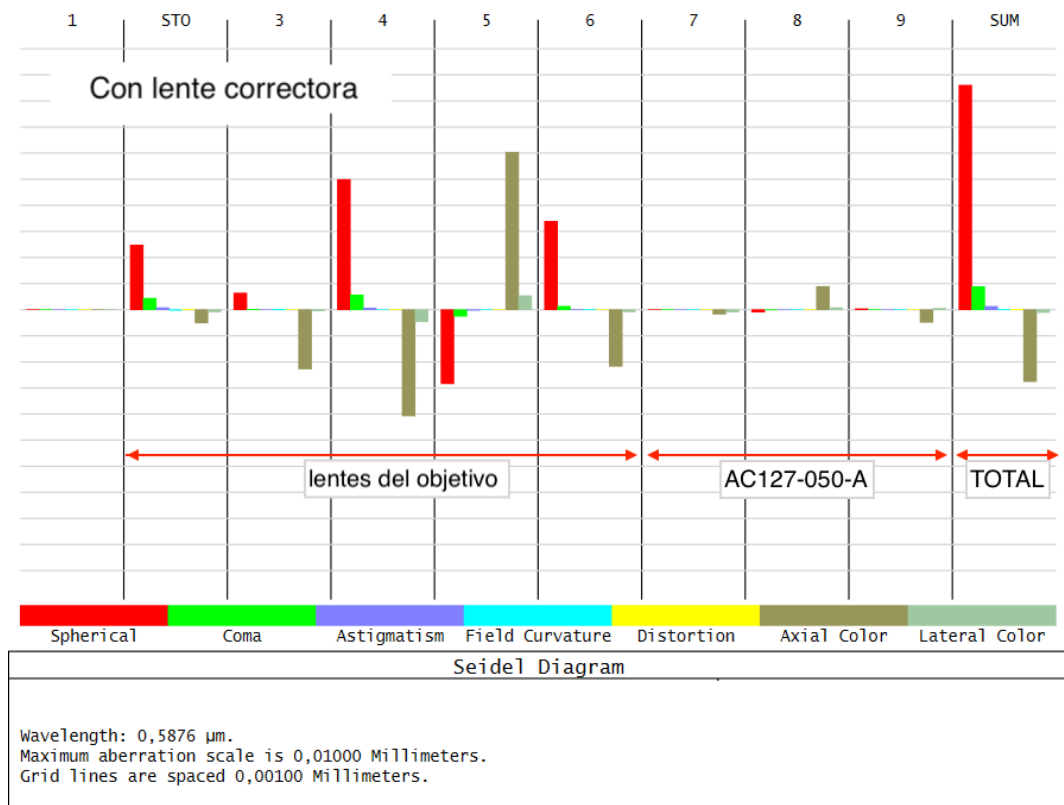 1 STO 3 4 5 6 7 8 9 SUM
Con lente correctora
lentes del objetivo AC127-050-A TOTAL
Spherical Coma Astigmatism Field Curvature Distortion Axial Color Lateral Color
Seidel Diagram
Wavelength: 0,5876 µm.
Maximum aberration scale is 0,01000 Millimeters.
Grid lines are spaced 0,00100 Millimeters.